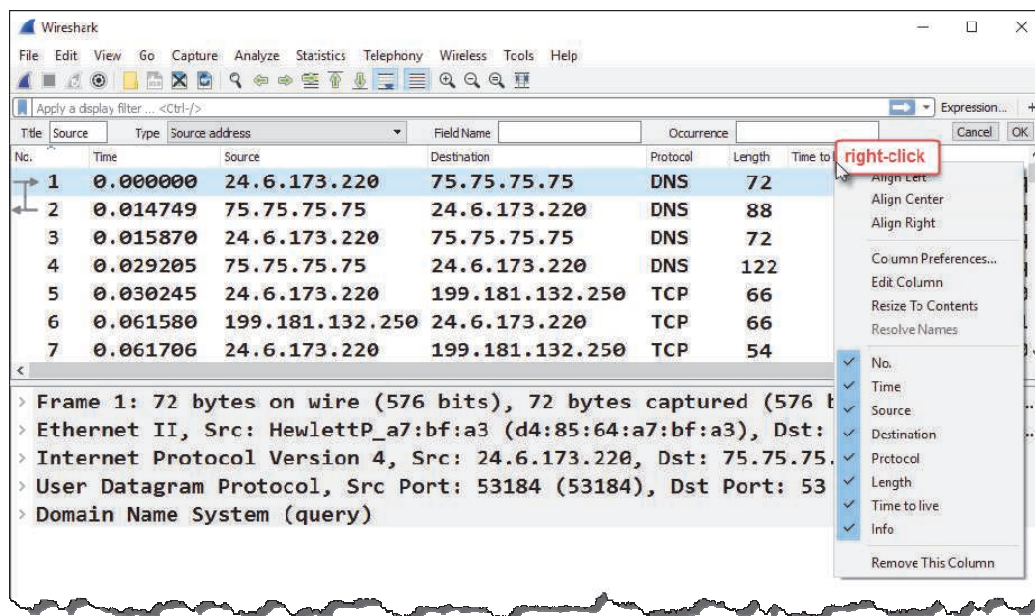 Wireshark
File Edit View Go Capture Analyze Statistics Telephony Wireless Tools Help
Apply a display filter ... <Ctrl-/> Expression... +
Title Source Type Source address Field Name Occurrence Cancel OK
No. Time Source Destination Protocol Length Time to
right-click
1 0.000000 24.6.173.220 75.75.75.75 DNS 72
2 0.014749 75.75.75.75 24.6.173.220 DNS 88
3 0.015870 24.6.173.220 75.75.75.75 DNS 72
4 0.029205 75.75.75.75 24.6.173.220 DNS 122
5 0.030245 24.6.173.220 199.181.132.250 TCP 66
6 0.061580 199.181.132.250 24.6.173.220 TCP 66
7 0.061706 24.6.173.220 199.181.132.250 TCP 54
Frame 1: 72 bytes on wire (576 bits), 72 bytes captured (576 b
Ethernet II, Src: HewlettP_a7:bf:a3 (d4:85:64:a7:bf:a3), Dst:
Internet Protocol Version 4, Src: 24.6.173.220, Dst: 75.75.75.
User Datagram Protocol, Src Port: 53184 (53184), Dst Port: 53
Domain Name System (query)
Align Left
Align Center
Align Right
Column Preferences...
Edit Column
Resize To Contents
Resolve Names
No.
Time
Source
Destination
Protocol
Length
Time to live
Info
Remove This Column